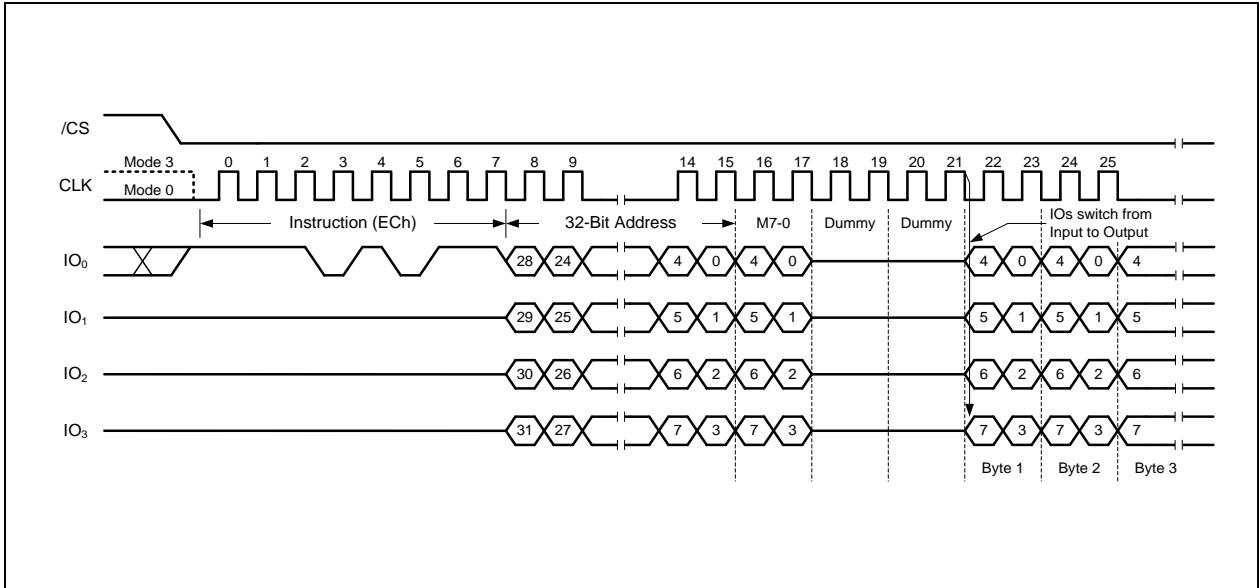 /CS
Mode 3 0 1 2 3 4 5 6 7 8 9 14 15 16 17 18 19 20 21 22 23 24 25
CLK
Mode 0
Instruction (ECh) 32-Bit Address M7-0 Dummy Dummy IOs switch from
Input to Output
IO₀ 28 24 4 0 4 0 4 0 4 0 4
IO₁ 29 25 5 1 5 1 5 1 5 1 5
IO₂ 30 26 6 2 6 2 6 2 6 2 6
IO₃ 31 27 7 3 7 3 7 3 7 3 7
Byte 1 Byte 2 Byte 3